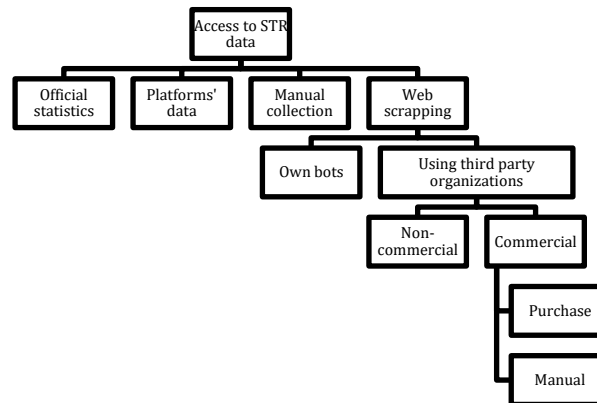 Access to STR
data
Official
statistics
Platforms'
data
Manual
collection
Web
scrapping
Own bots
Using third party
organizations
Non-
commercial
Commercial
Purchase
Manual